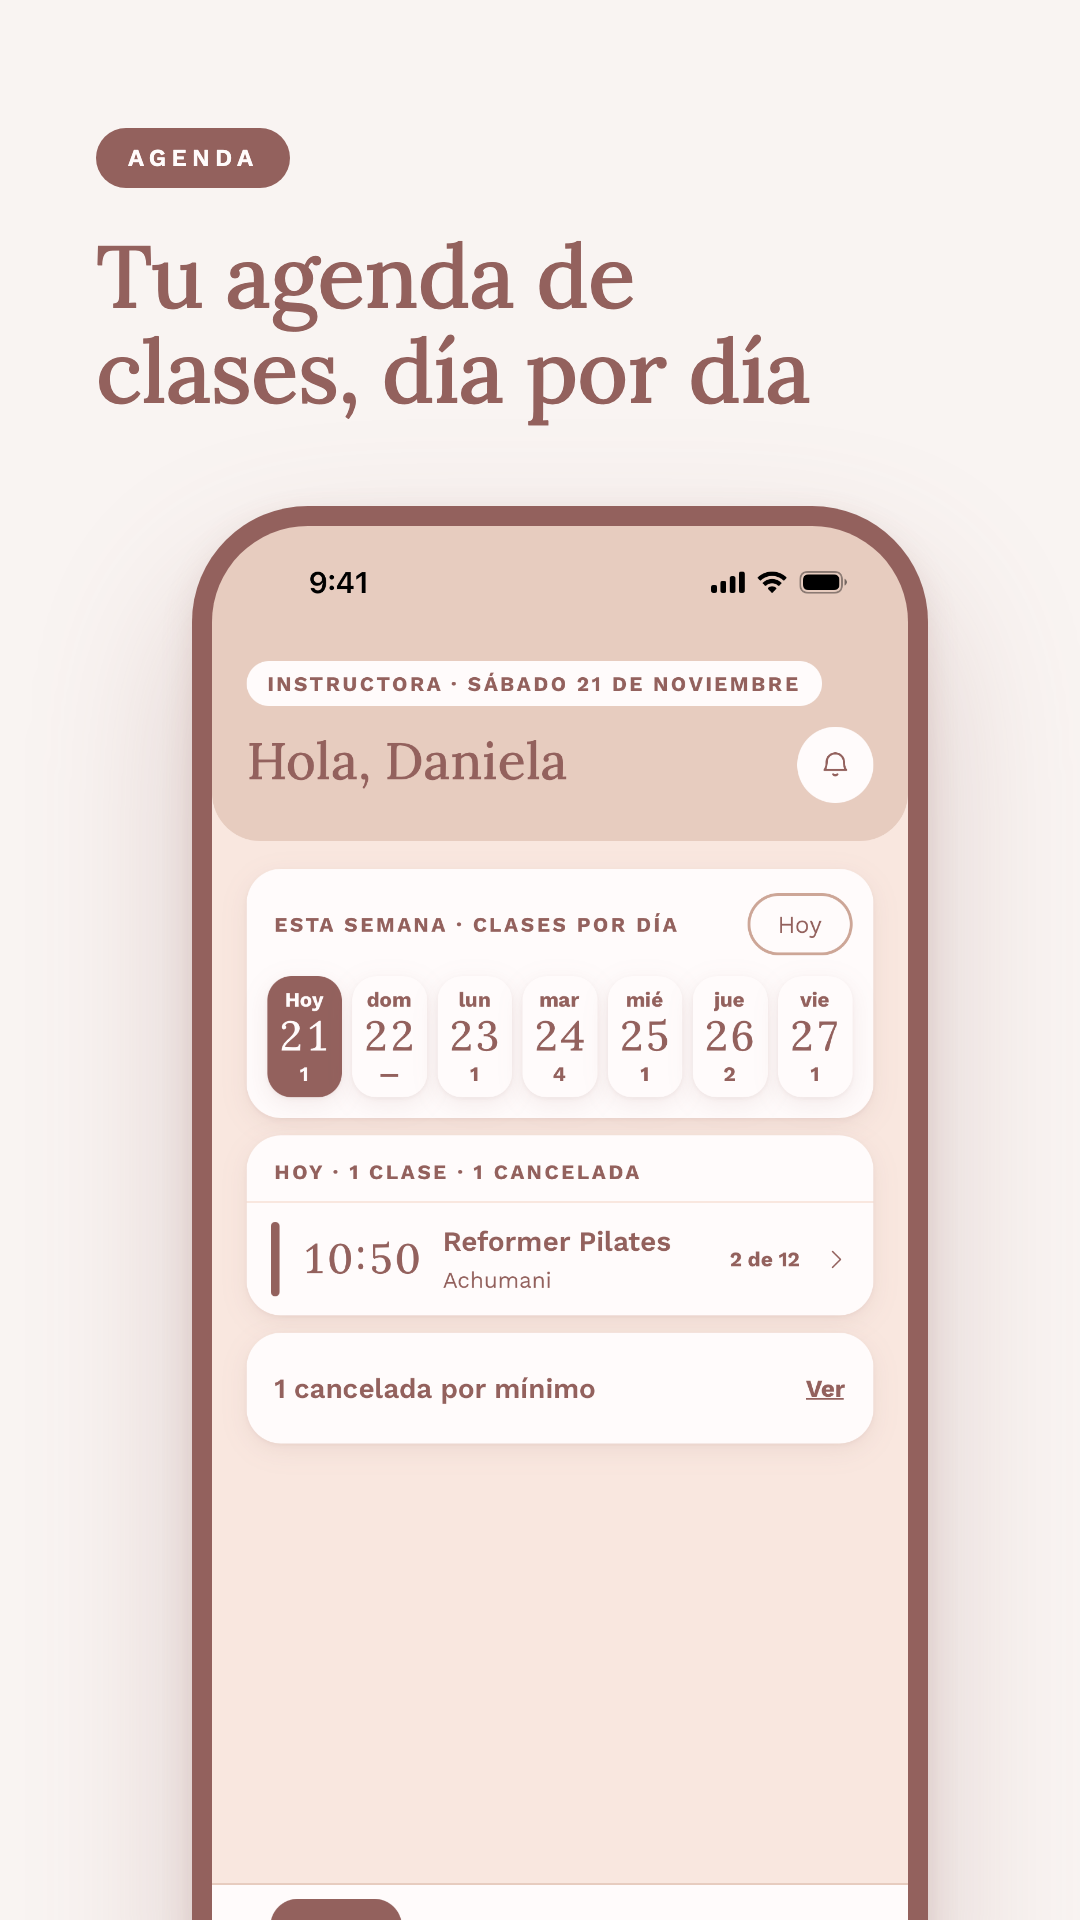 AGENDA
Tu agenda de
clases, día por día
9:41
INSTRUCTORA · SÁBADO 21 DE NOVIEMBRE
Hola, Daniela
ESTA SEMANA · CLASES POR DÍA
Hoy
Hoy dom lun mar mié jue vie
21 22 23 24 25 26 27
1 — 1 4 1 2 1
HOY · 1 CLASE · 1 CANCELADA
10:50 Reformer Pilates 2 de 12
Achumani
1 cancelada por mínimo Ver